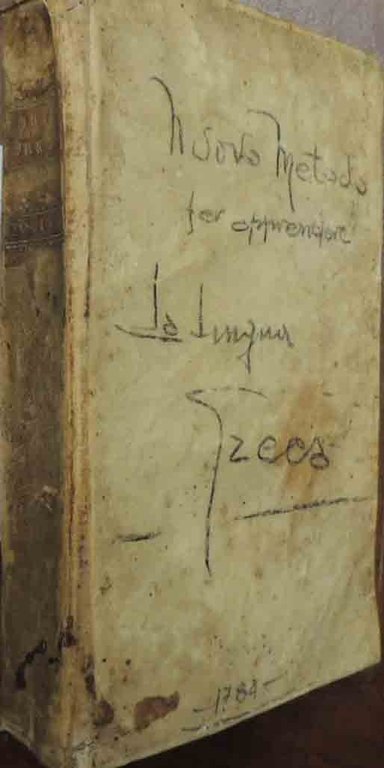 Nuovo Metodo
per apprendere
La Lingua
Greca
- 1784 -